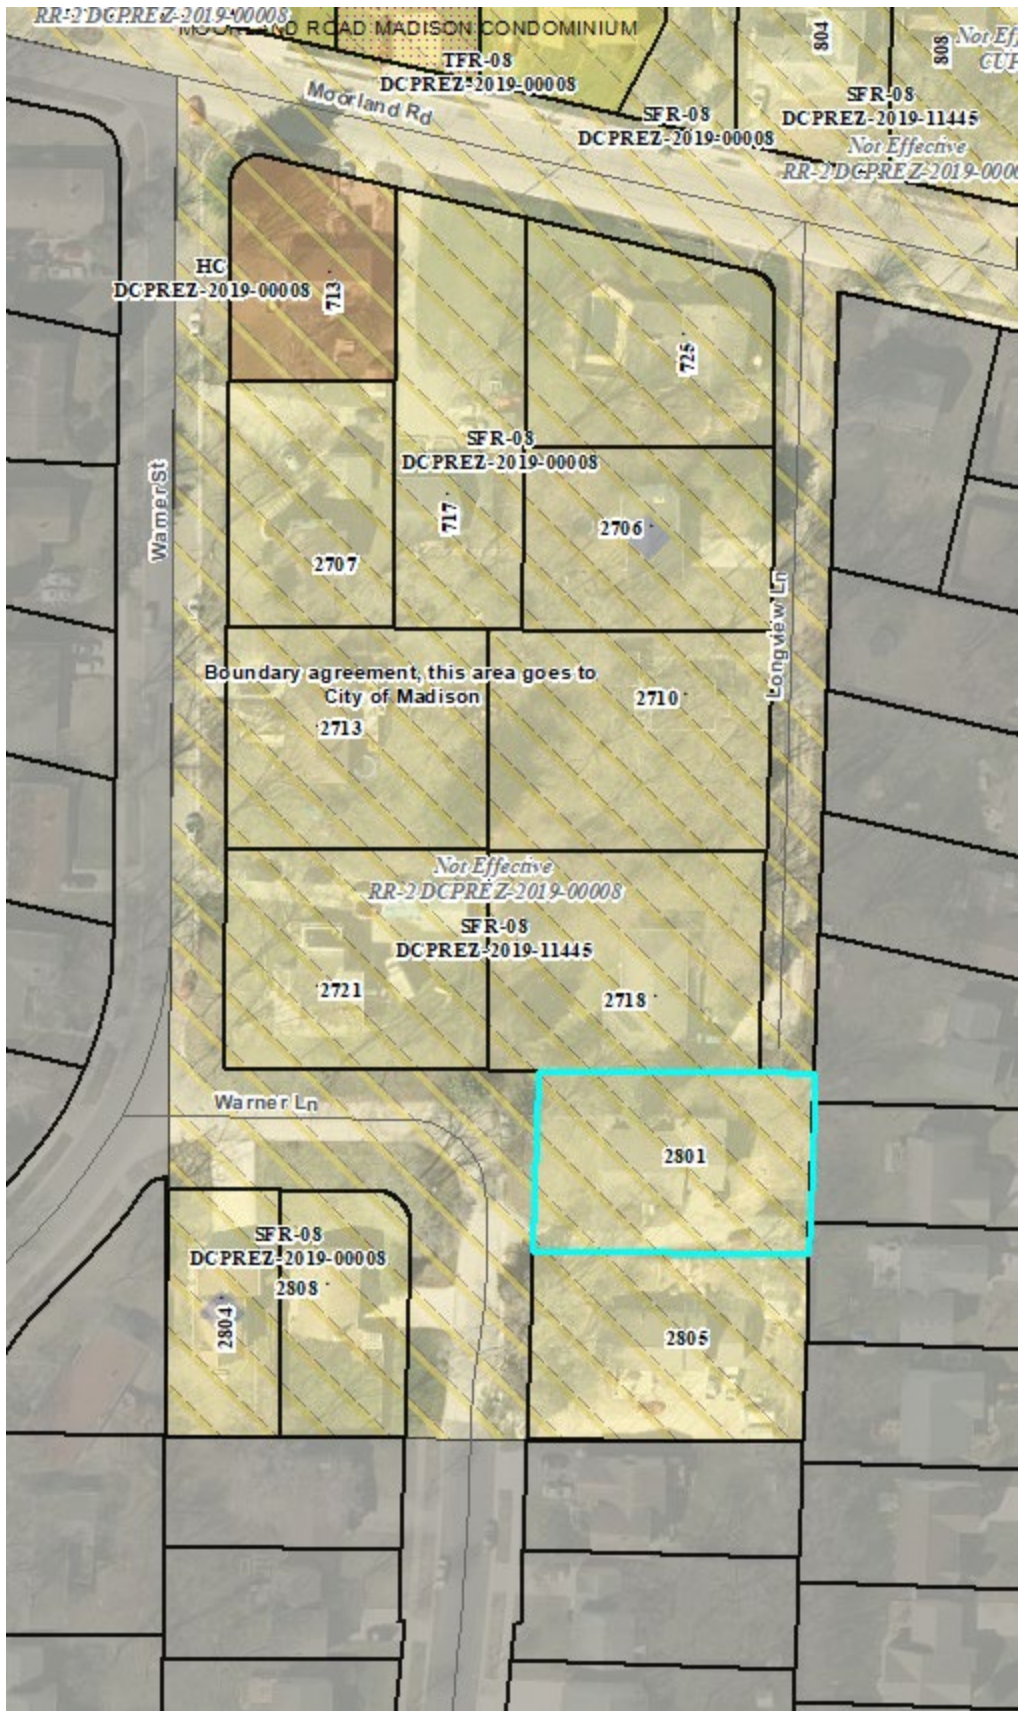 RR-2 DCPREZ-2019-00008
MOORLAND ROAD MADISON CONDOMINIUM
TFR-08
DCPREZ-2019-00008
804
808
Not Eff
CUP
Moorland Rd
SFR-08
DCPREZ-2019-00008
SFR-08
DCPREZ-2019-11445
Not Effective
RR-2 DCPREZ-2019-0000
HC
DCPREZ-2019-00008
713
725
SFR-08
DCPREZ-2019-00008
Warner St
717
2706
2707
Longview Ln
Boundary agreement, this area goes to
City of Madison
2713
2710
Not Effective
RR-2 DCPREZ-2019-00008
SFR-08
DCPREZ-2019-11445
2721
2718
Warner Ln
2801
SFR-08
DCPREZ-2019-00008
2808
2804
2805